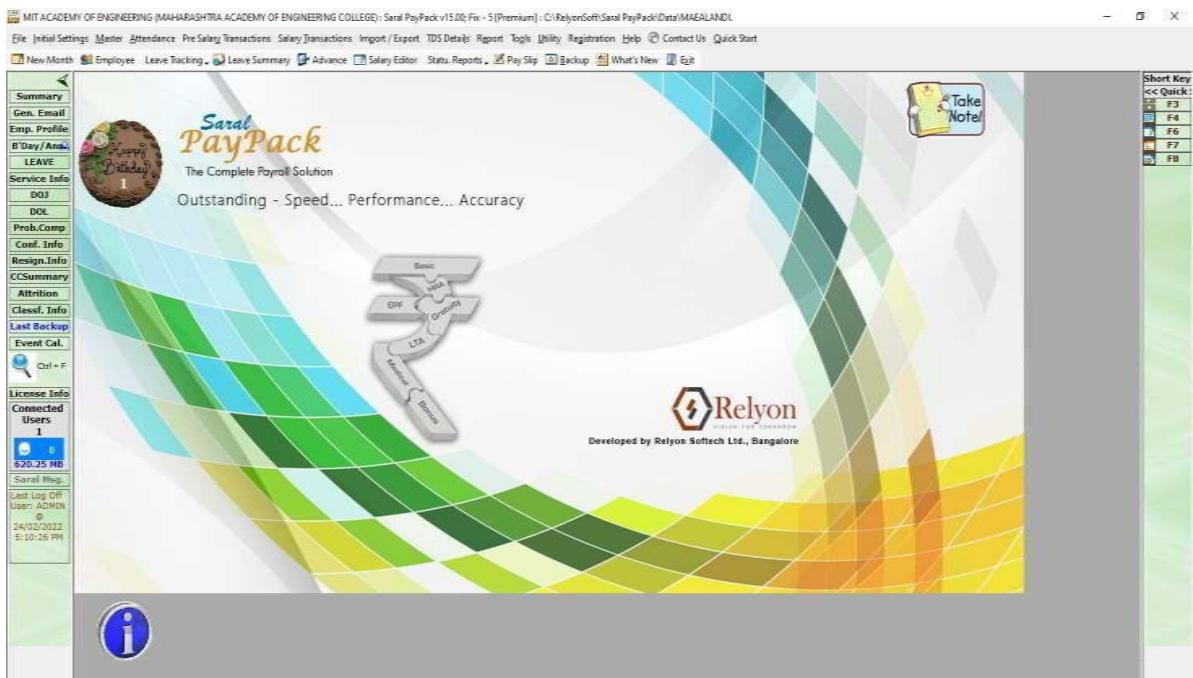 MIT ACADEMY OF ENGINEERING (MAHARASHTRA ACADEMY OF ENGINEERING COLLEGE) : Saral PayPack v15.00; Fix - 5 [Premium] : C:\RelyonSoft\Saral PayPack\Data\MAEALANDI.
File Initial Settings Master Attendance Pre Salary Transactions Salary Transactions Import / Export TDS Details Report Tools Utility Registration Help Contact Us Quick Start
New Month Employee Leave Tracking Leave Summary Advance Salary Editor Statu. Reports Pay Slip Backup What's New Exit
Summary
Gen. Email
Emp. Profile
B'Day/Ann.
LEAVE
Service Info
DOJ
DOL
Prob.Comp
Conf. Info
Resign.Info
CCSummary
Attrition
Classf. Info
Last Backup
Event Cal.
Ctrl + F
License Info
Connected
Users
1
0
620.25 MB
Saral Msg.
Last Log Off
User: ADMIN
@
24/02/2022
5:10:26 PM
Happy
Birthday
1
Saral
PayPack
The Complete Payroll Solution
Outstanding - Speed... Performance... Accuracy
Basic
HRA
EPF
Gratuity
LTA
Medical
Bonus
Relyon
VISION FOR TOMORROW
Developed by Relyon Softech Ltd., Bangalore
Take
Note!
Short Key
<< Quick :
F3
F4
F6
F7
F8